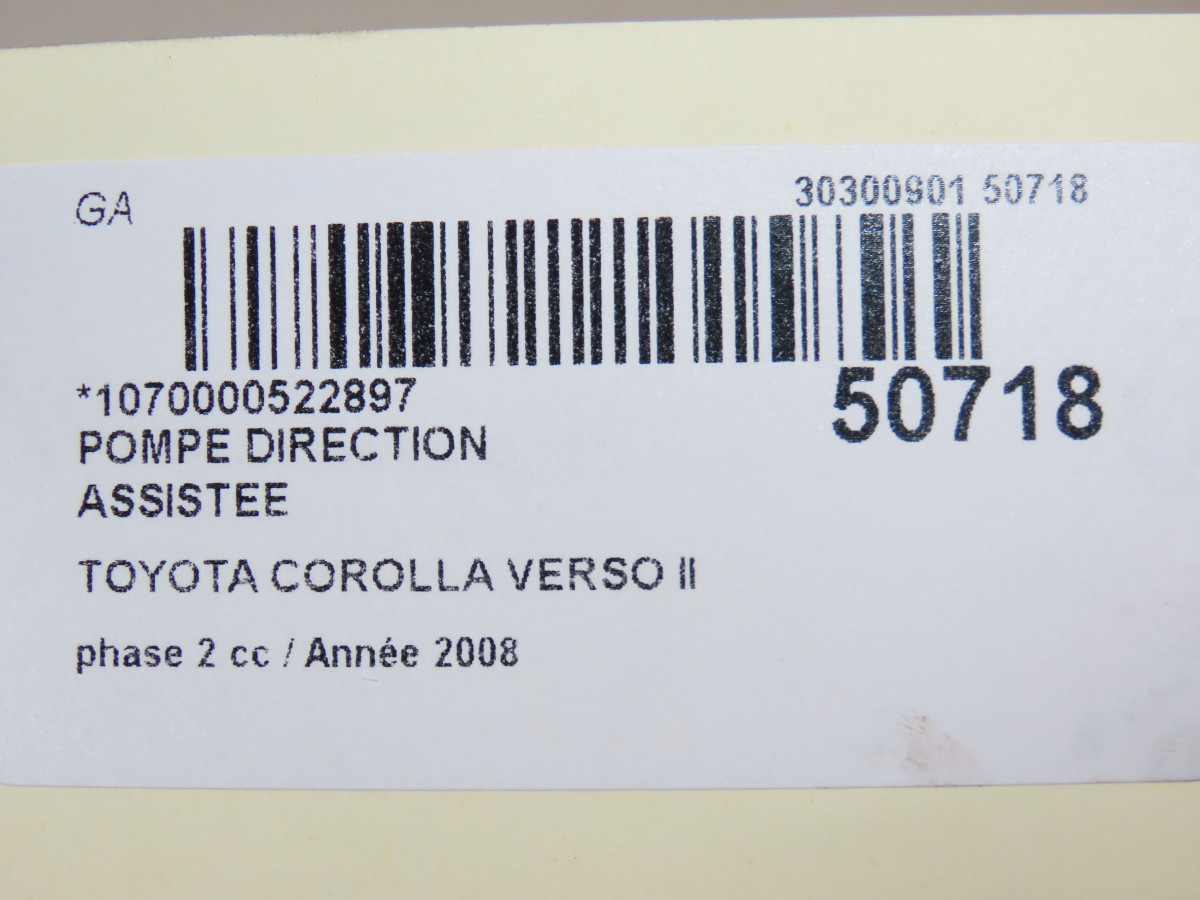 GA
30300901 50718
*1070000522897
50718
POMPE DIRECTION
ASSISTEE
TOYOTA COROLLA VERSO II
phase 2 cc / Année 2008